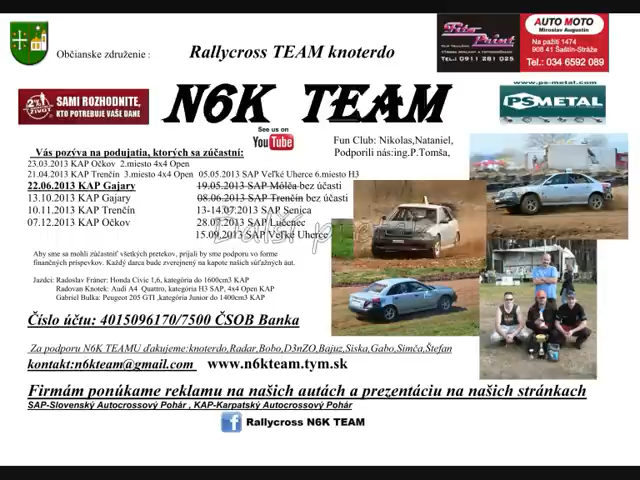 Občianske združenie :
Rallycross TEAM knoterdo
AUTO MOTO
Miroslav Augustín
Na pažiti 1474
908 41 Šaštín-Stráže
Tel.: 034 6592 089
Tel.: 0911 281 025
2%
SAMI ROZHODNITE,
KTO POTREBUJE VAŠE DANE
N6K TEAM
www.ps-metal.com
PSMETAL
See us on
YouTube
Fun Club: Nikolas,Nataniel,
Podporili nás:ing.P.Tomša,
Vás pozýva na podujatia, ktorých sa zúčastní:
23.03.2013 KAP Očkov 2.miesto 4x4 Open
21.04.2013 KAP Trenčín 3.miesto 4x4 Open 05.05.2013 SAP Veľké Uherce 6.miesto H3
22.06.2013 KAP Gajary 19.05.2013 SAP Môlča bez účasti
13.10.2013 KAP Gajary 08.06.2013 SAP Trenčín bez účasti
10.11.2013 KAP Trenčín 13-14.07.2013 SAP Senica
07.12.2013 KAP Očkov 28.07.2013 SAP Lučenec
15.09.2013 SAP Veľké Uherce
Aby sme sa mohli zúčastniť všetkých pretekov, prijali by sme podporu vo forme
finančných príspevkov. Každý darca bude zverejnený na kapote našich súťažných áut.
Jazdci: Radoslav Fráner: Honda Civic 1,6, kategória do 1600cm3 KAP
Radovan Knotek: Audi A4 Quattro, kategória H3 SAP, 4x4 Open KAP
Gabriel Bulka: Peugeot 205 GTI ,kategória Junior do 1400cm3 KAP
Číslo účtu: 4015096170/7500 ČSOB Banka
Za podporu N6K TEAMU ďakujeme:knoterdo,Radar,Bobo,D3nZO,Bajuz,Siska,Gabo,Simča,Štefan
kontakt:n6kteam@gmail.com www.n6kteam.tym.sk
Firmám ponúkame reklamu na našich autách a prezentáciu na našich stránkach
SAP-Slovenský Autocrossový Pohár , KAP-Karpatský Autocrossový Pohár
Rallycross N6K TEAM